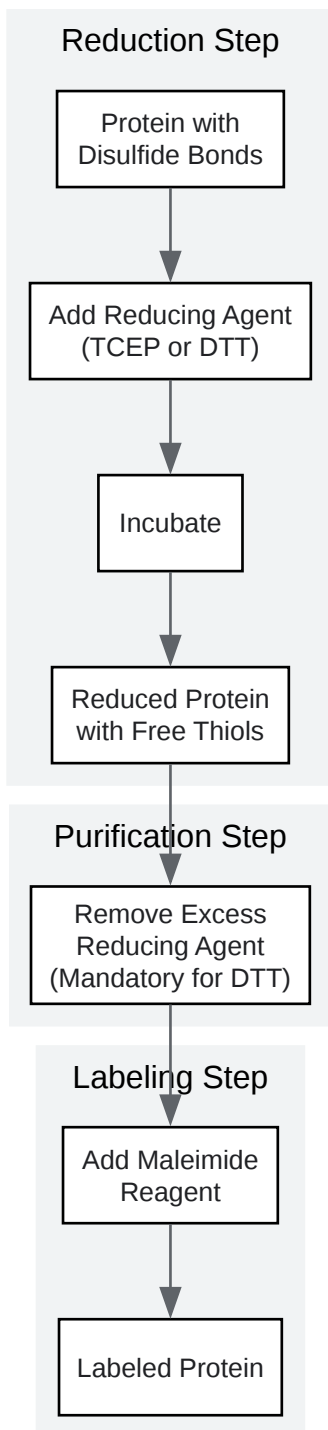 Reduction Step
Protein with
Disulfide Bonds
Add Reducing Agent
(TCEP or DTT)
Incubate
Reduced Protein
with Free Thiols
Purification Step
Remove Excess
Reducing Agent
(Mandatory for DTT)
Labeling Step
Add Maleimide
Reagent
Labeled Protein